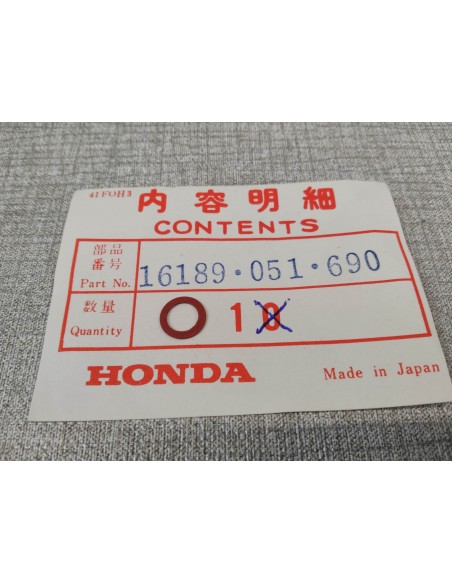 41FOH3
内容明細
CONTENTS
部品
番号
Part No.
16189·051·690
数量
Quantity
10
HONDA
Made in Japan